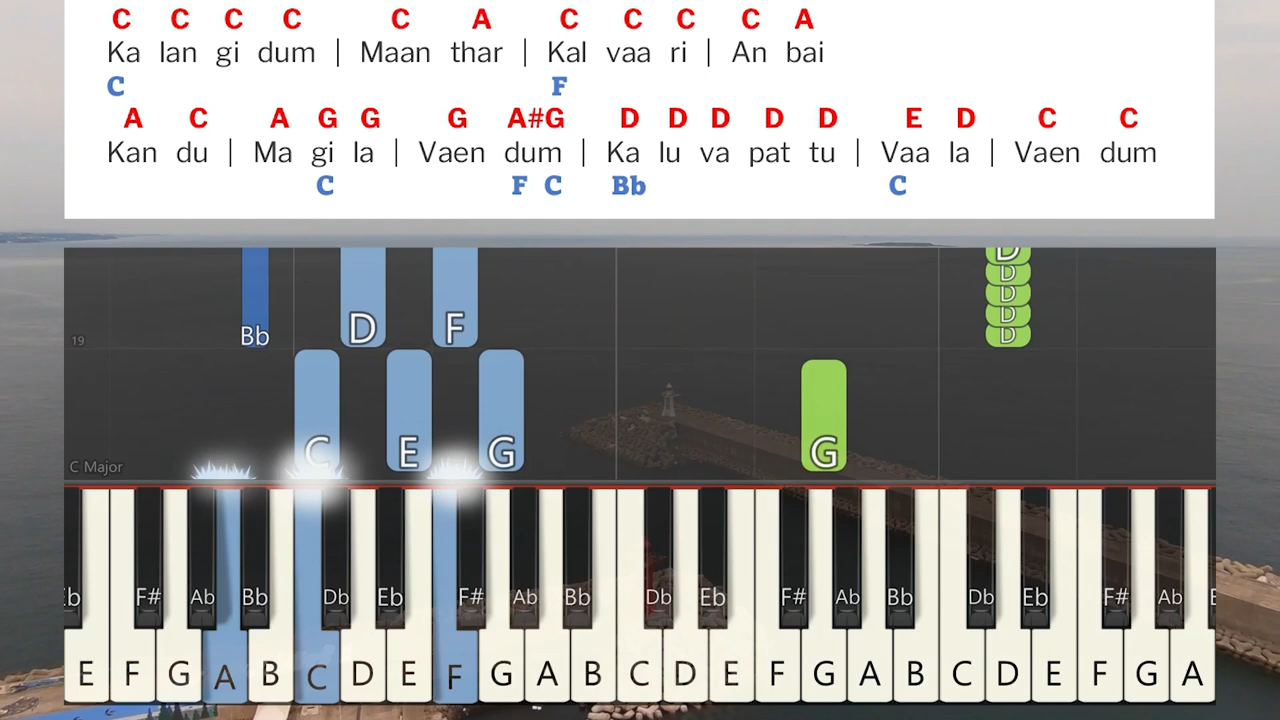 C C C C C A C C C C A
Ka lan gi dum | Maan thar | Kal vaa ri | An bai
C F
A C A G G G A#G D D D D D E D C C
Kan du | Ma gi la | Vaen dum | Ka lu va pat tu | Vaa la | Vaen dum
C F C Bb C
D
D
D
D
Bb D F D
19
C E G G
C Major
Eb F# Ab Bb Db Eb F# Ab Bb Db Eb F# Ab Bb Db Eb F# Ab
E F G A B C D E F G A B C D E F G A B C D E F G A